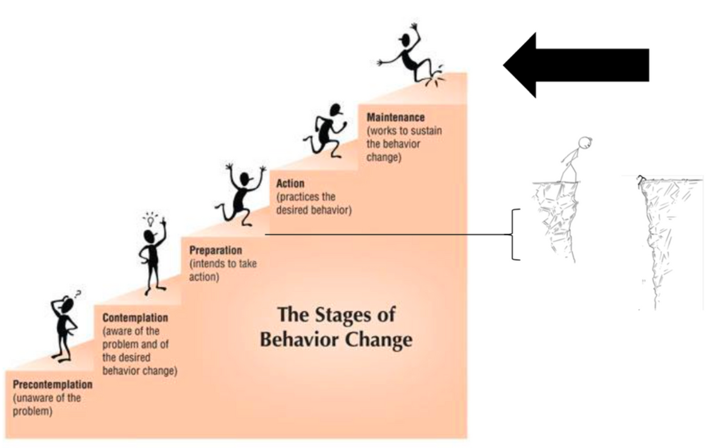 Maintenance
(works to sustain
the behavior
change)
Action
(practices the
desired behavior)
Preparation
(intends to take
action)
Contemplation
(aware of the
problem and of
the desired
behavior change)
Precontemplation
(unaware of the
problem)
The Stages of
Behavior Change
?